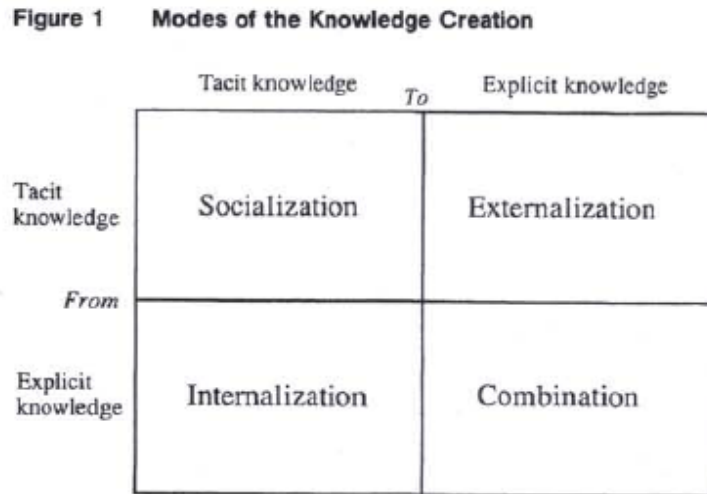 Figure 1 Modes of the Knowledge Creation
Tacit knowledge To Explicit knowledge
Tacit
knowledge
Socialization Externalization
From
Explicit
knowledge
Internalization Combination